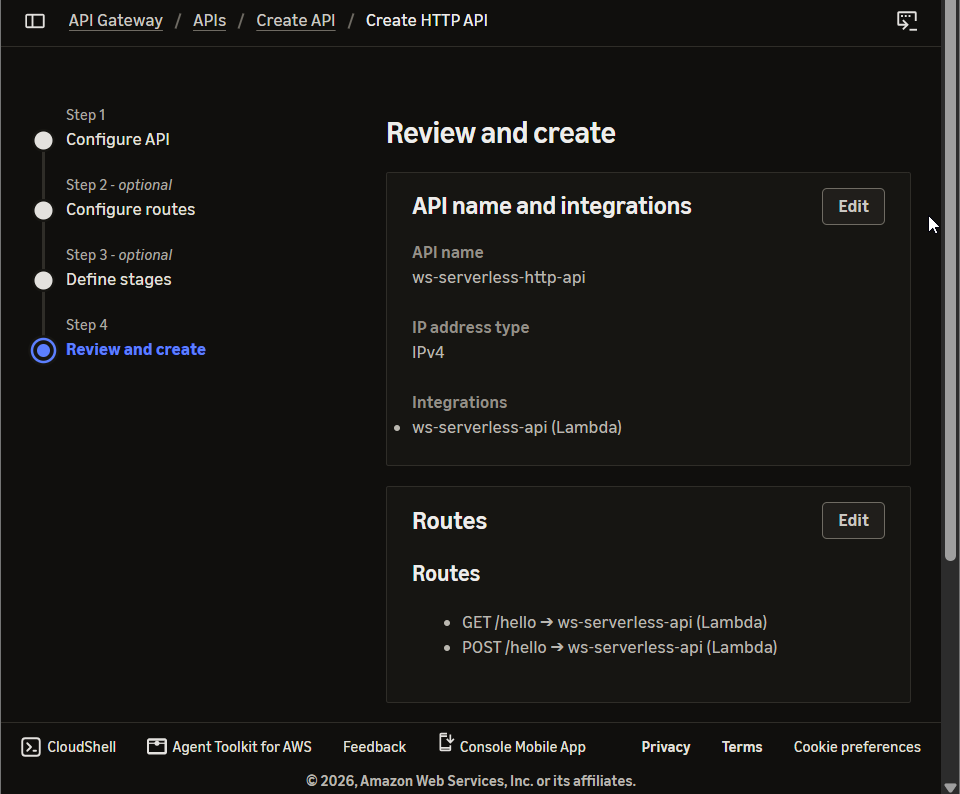 API Gateway / APIs / Create API / Create HTTP API
Step 1
Configure API
Step 2 - optional
Configure routes
Step 3 - optional
Define stages
Step 4
Review and create
Review and create
API name and integrations
Edit
API name
ws-serverless-http-api
IP address type
IPv4
Integrations
• ws-serverless-api (Lambda)
Routes
Edit
Routes
• GET /hello ➔ ws-serverless-api (Lambda)
• POST /hello ➔ ws-serverless-api (Lambda)
CloudShell Agent Toolkit for AWS Feedback Console Mobile App Privacy Terms Cookie preferences
© 2026, Amazon Web Services, Inc. or its affiliates.